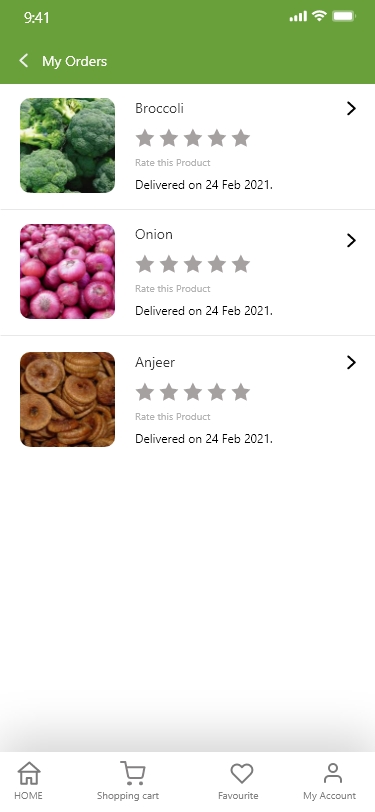 9:41
My Orders
Broccoli
Rate this Product
Delivered on 24 Feb 2021.
Onion
Rate this Product
Delivered on 24 Feb 2021.
Anjeer
Rate this Product
Delivered on 24 Feb 2021.
HOME Shopping cart Favourite My Account